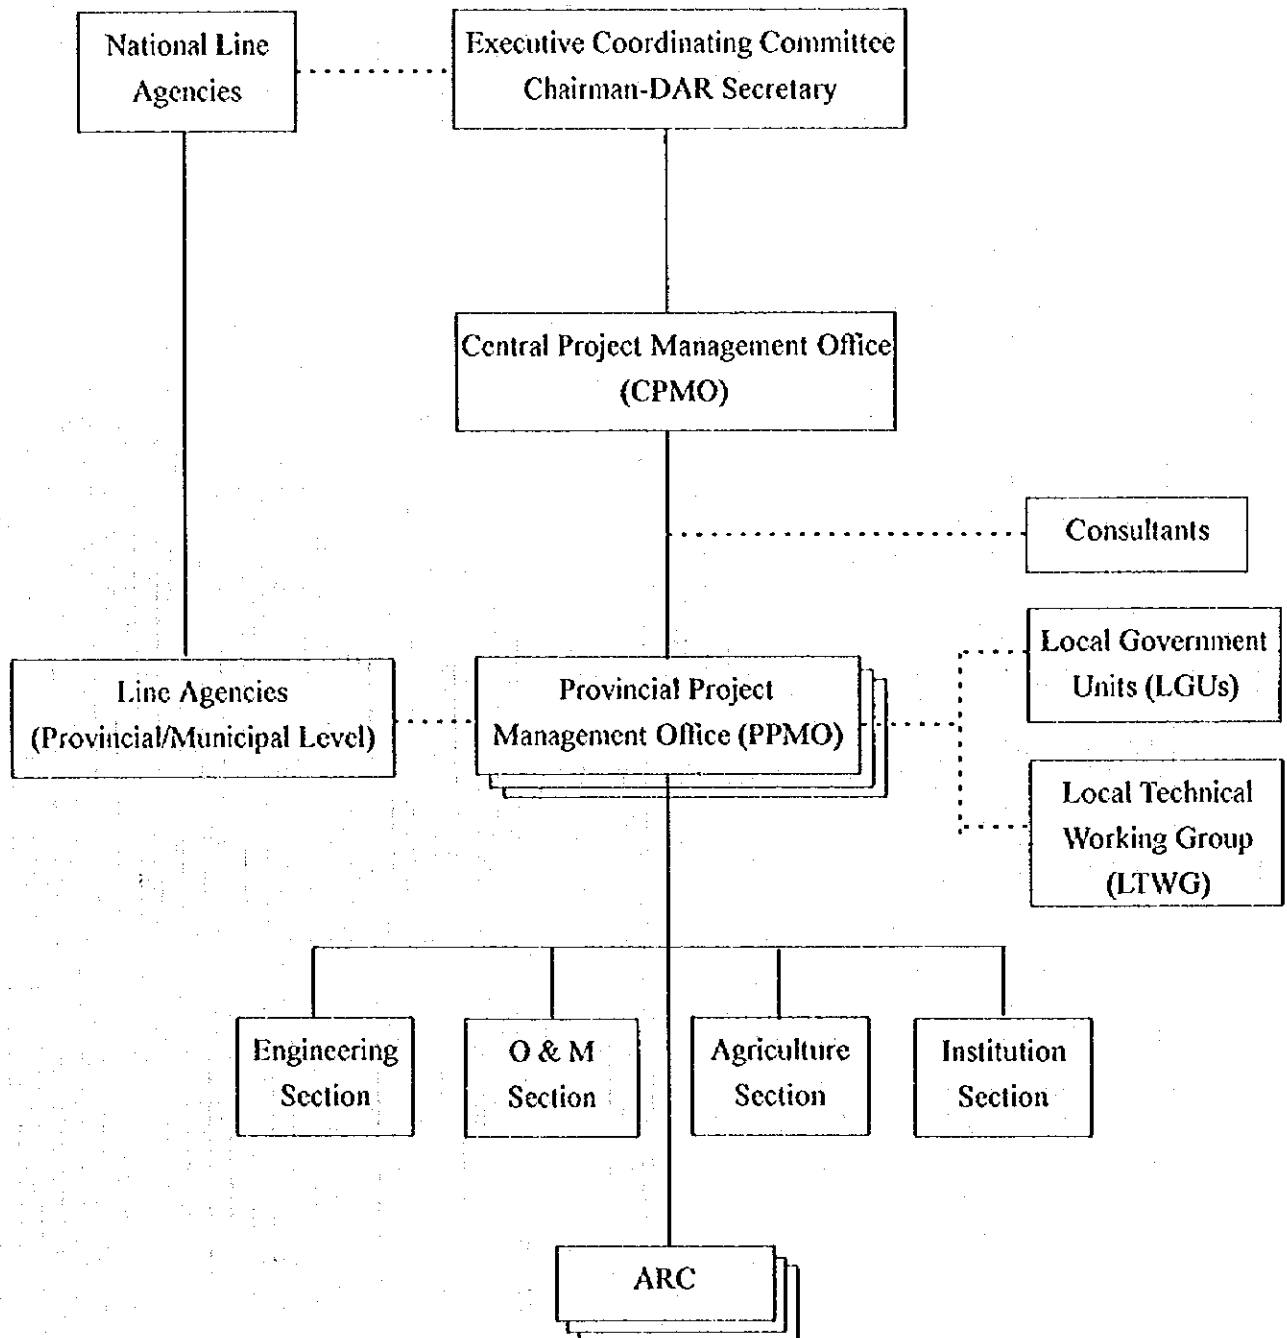 National Line
Agencies
Executive Coordinating Committee
Chairman-DAR Secretary
Central Project Management Office
(CPMO)
Consultants
Line Agencies
(Provincial/Municipal Level)
Provincial Project
Management Office (PPMO)
Local Government
Units (LGUs)
Local Technical
Working Group
(LTWG)
Engineering
Section
O & M
Section
Agriculture
Section
Institution
Section
ARC